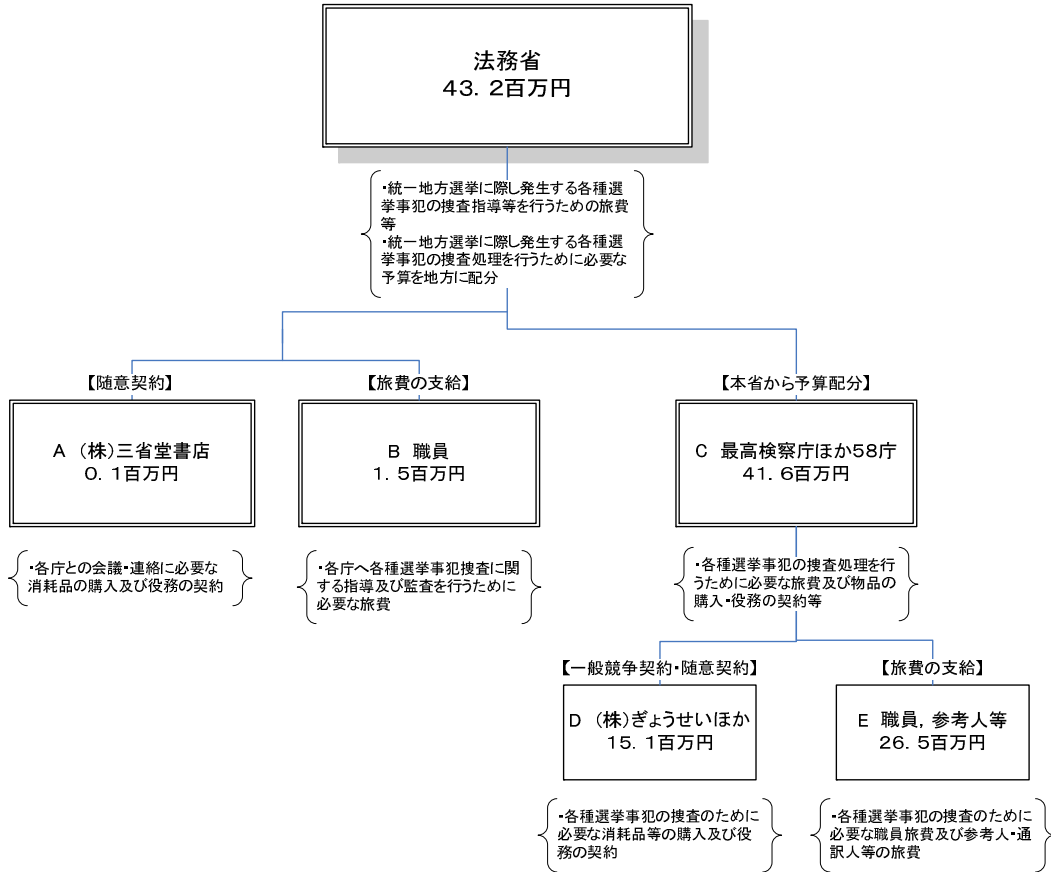 法務省
４３．２百万円
・統一地方選挙に際し発生する各種選
挙事犯の捜査指導等を行うための旅費
等
・統一地方選挙に際し発生する各種選
挙事犯の捜査処理を行うために必要な
予算を地方に配分
【随意契約】
【旅費の支給】
【本省から予算配分】
Ａ （株）三省堂書店
０．１百万円
Ｂ 職員
１．５百万円
Ｃ 最高検察庁ほか５８庁
４１．６百万円
・各庁との会議・連絡に必要な
消耗品の購入及び役務の契約
・各庁へ各種選挙事犯捜査に関
する指導及び監査を行うために
必要な旅費
・各種選挙事犯の捜査処理を行
うために必要な旅費及び物品の
購入・役務の契約等
【一般競争契約・随意契約】
【旅費の支給】
Ｄ （株）ぎょうせいほか
１５．１百万円
Ｅ 職員，参考人等
２６．５百万円
・各種選挙事犯の捜査のために
必要な消耗品等の購入及び役
務の契約
・各種選挙事犯の捜査のために
必要な職員旅費及び参考人・通
訳人等の旅費